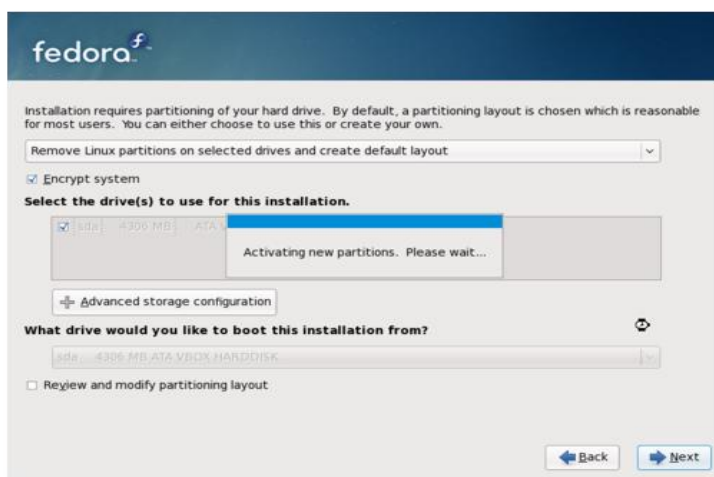 fedora
Installation requires partitioning of your hard drive. By default, a partitioning layout is chosen which is reasonable
for most users. You can either choose to use this or create your own.
Remove Linux partitions on selected drives and create default layout
Encrypt system
Select the drive(s) to use for this installation.
sda 4306 MB ATA V
Activating new partitions. Please wait...
Advanced storage configuration
What drive would you like to boot this installation from?
sda 4306 MB ATA VBOX HARDDISK
Review and modify partitioning layout
Back Next